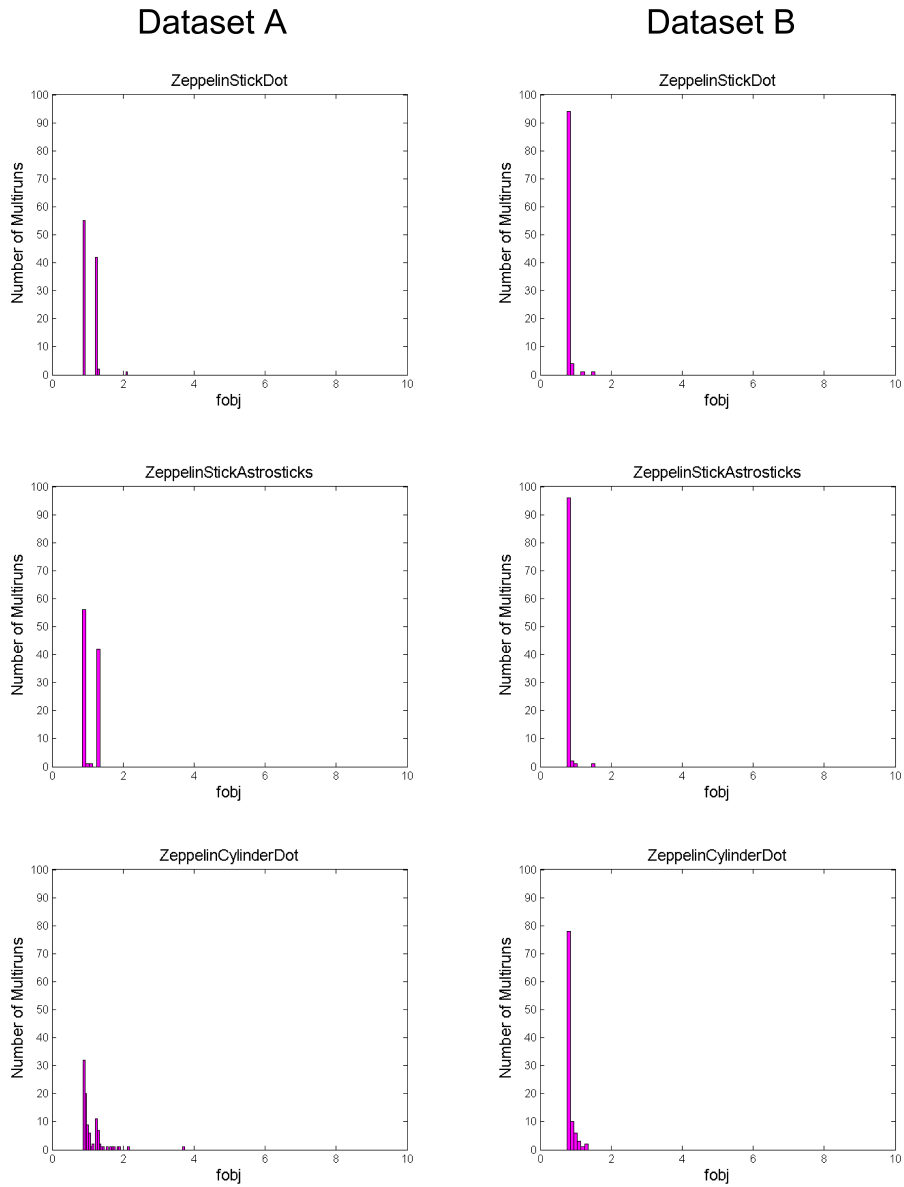 Dataset A
Dataset B
ZeppelinStickDot
100
90
80
70
60
50
40
30
20
10
0
Number of Multiruns
0 2 4 6 8 10
fobj
ZeppelinStickDot
100
90
80
70
60
50
40
30
20
10
0
Number of Multiruns
0 2 4 6 8 10
fobj
ZeppelinStickAstrosticks
100
90
80
70
60
50
40
30
20
10
0
Number of Multiruns
0 2 4 6 8 10
fobj
ZeppelinStickAstrosticks
100
90
80
70
60
50
40
30
20
10
0
Number of Multiruns
0 2 4 6 8 10
fobj
ZeppelinCylinderDot
100
90
80
70
60
50
40
30
20
10
0
Number of Multiruns
0 2 4 6 8 10
fobj
ZeppelinCylinderDot
100
90
80
70
60
50
40
30
20
10
0
Number of Multiruns
0 2 4 6 8 10
fobj